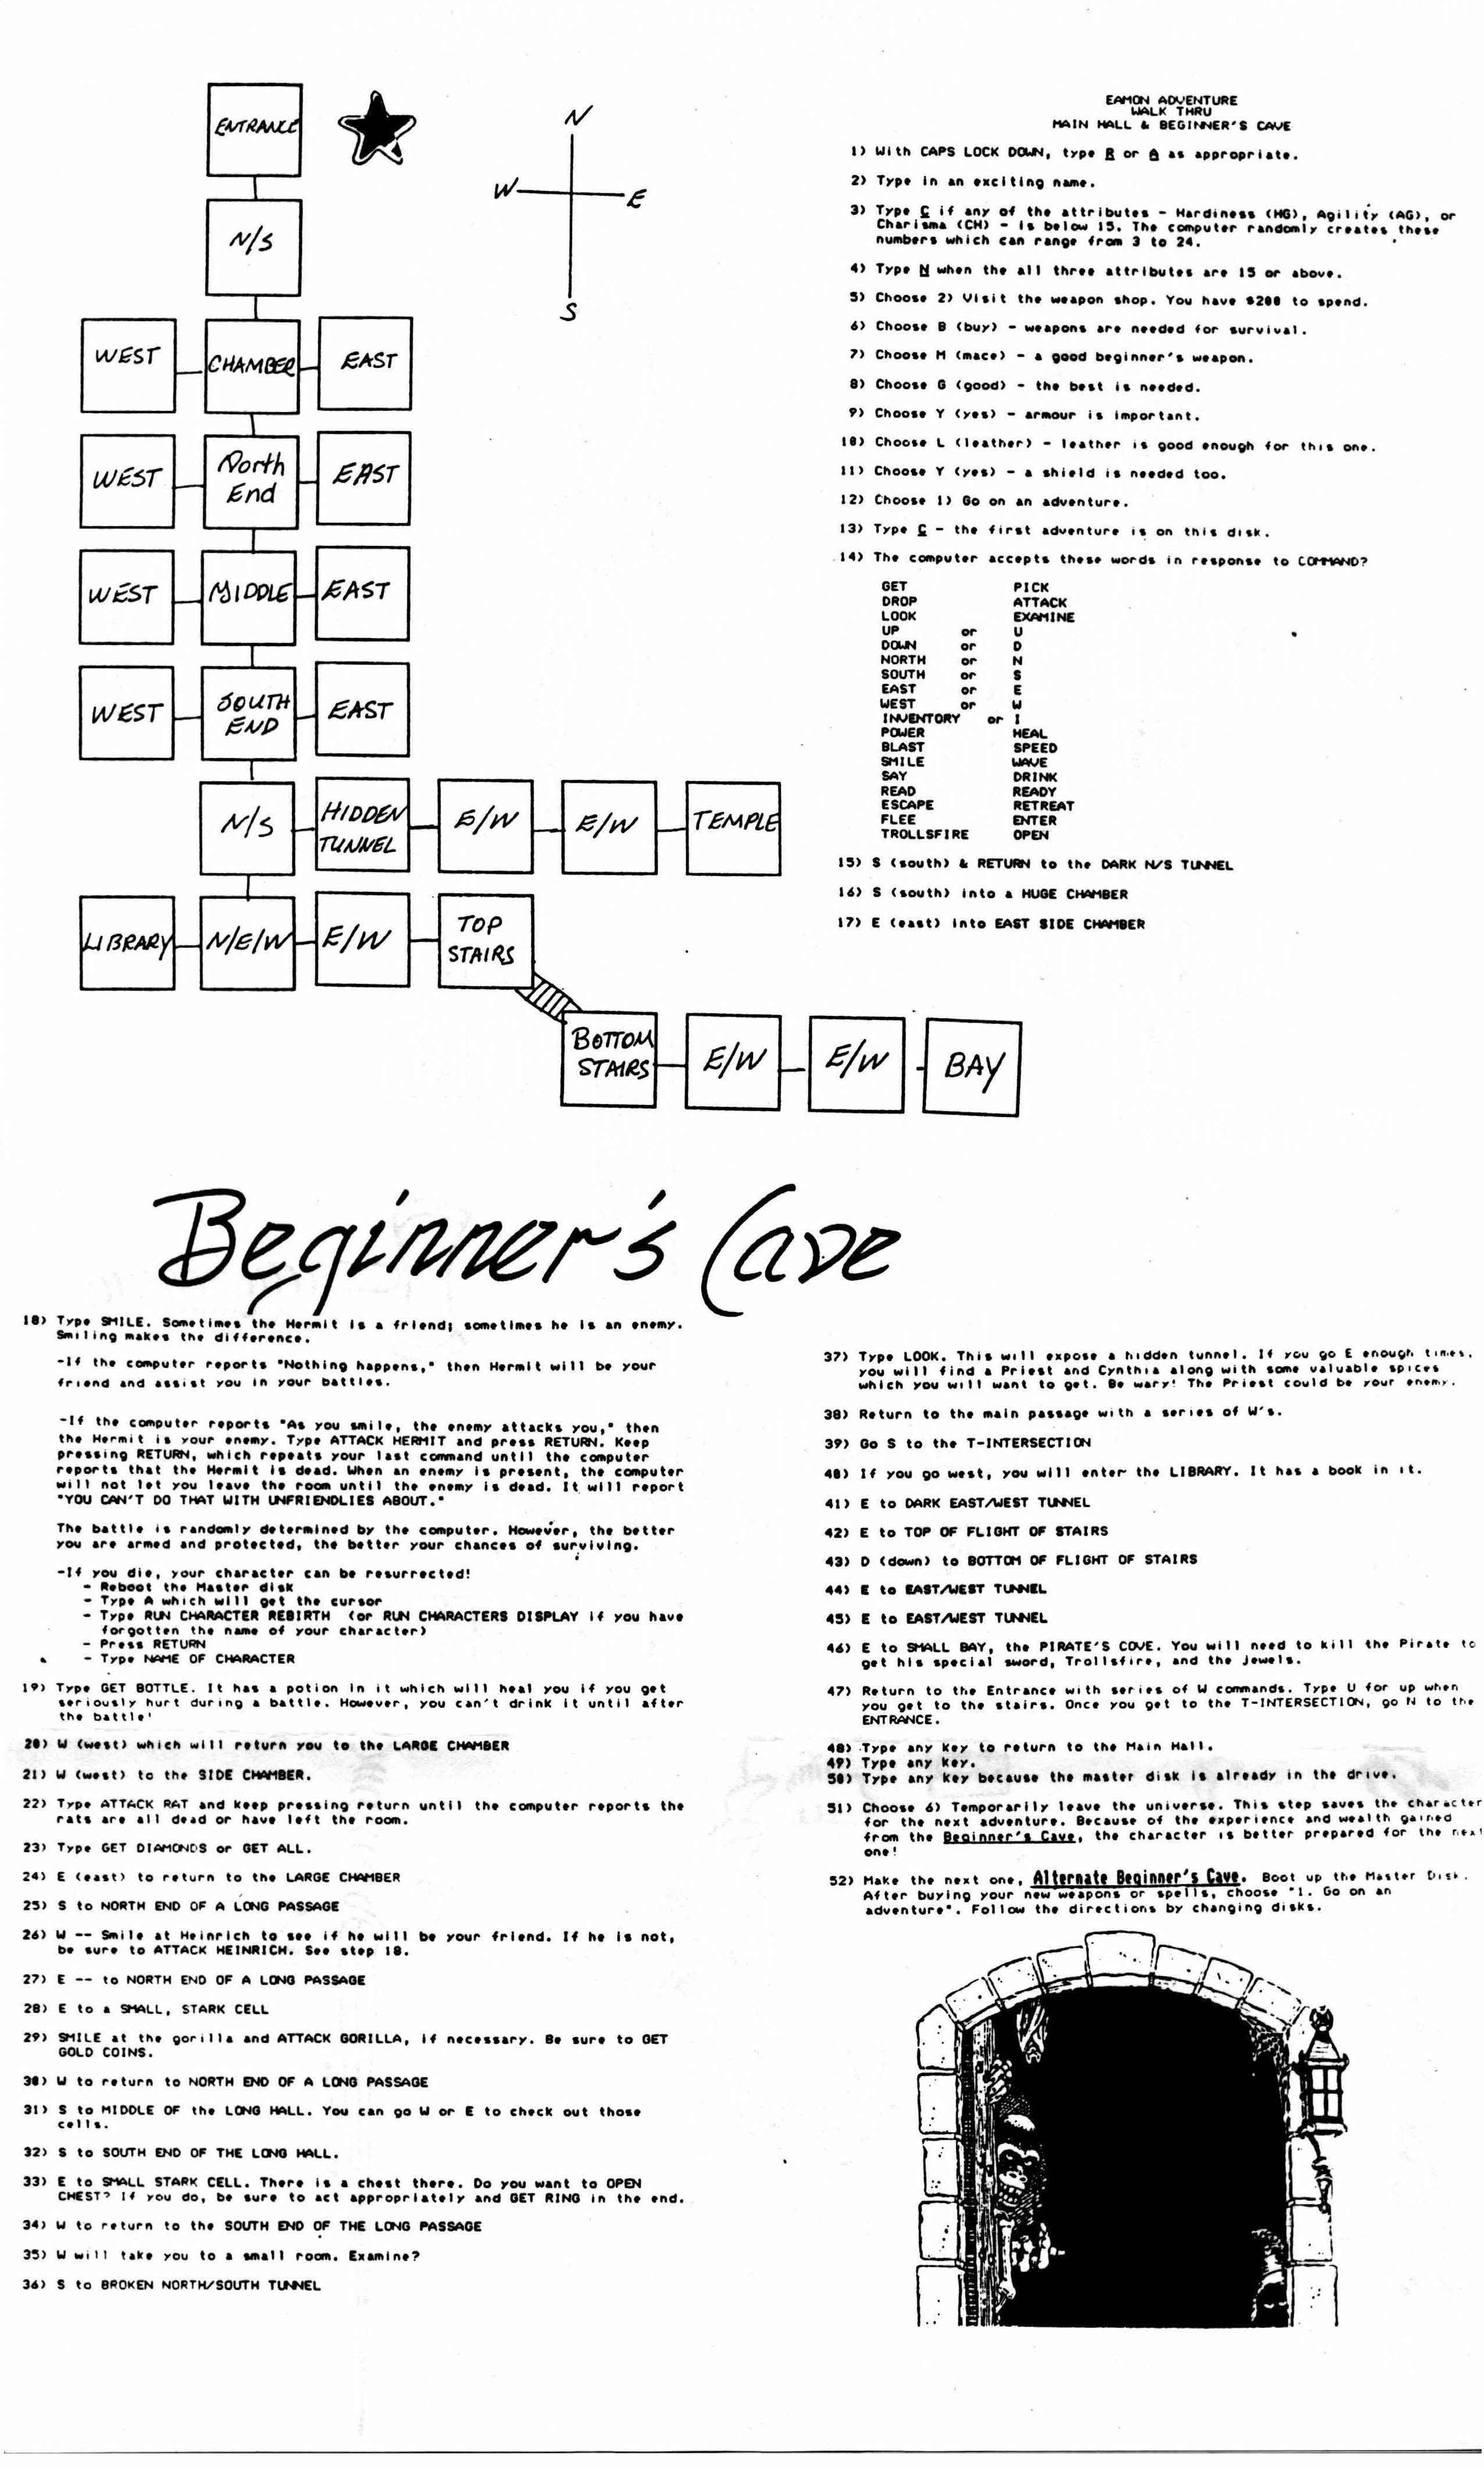 ENTRANCE
N
W
E
S
N/S
WEST
CHAMBER
EAST
WEST
North
End
EAST
WEST
MIDDLE
EAST
WEST
SOUTH
END
EAST
N/S
HIDDEN
TUNNEL
E/W
E/W
TEMPLE
LIBRARY
N/E/W
E/W
TOP
STAIRS
BOTTOM
STAIRS
E/W
E/W
BAY
EAMON ADVENTURE
WALK THRU
MAIN HALL & BEGINNER'S CAVE
1) With CAPS LOCK DOWN, type R or A as appropriate.
2) Type in an exciting name.
3) Type C if any of the attributes - Hardiness (HG), Agility (AG), or
Charisma (CH) - is below 15. The computer randomly creates these
numbers which can range from 3 to 24.
4) Type N when the all three attributes are 15 or above.
5) Choose 2) Visit the weapon shop. You have $200 to spend.
6) Choose B (buy) - weapons are needed for survival.
7) Choose M (mace) - a good beginner's weapon.
8) Choose G (good) - the best is needed.
9) Choose Y (yes) - armour is important.
10) Choose L (leather) - leather is good enough for this one.
11) Choose Y (yes) - a shield is needed too.
12) Choose 1) Go on an adventure.
13) Type C - the first adventure is on this disk.
14) The computer accepts these words in response to COMMAND?
GET PICK
DROP ATTACK
LOOK EXAMINE
UP or U
DOWN or D
NORTH or N
SOUTH or S
EAST or E
WEST or W
INVENTORY or I
POWER HEAL
BLAST SPEED
SMILE WAVE
SAY DRINK
READ READY
ESCAPE RETREAT
FLEE ENTER
TROLLSFIRE OPEN
15) S (south) & RETURN to the DARK N/S TUNNEL
16) S (south) into a HUGE CHAMBER
17) E (east) into EAST SIDE CHAMBER
Beginner's Cave
18) Type SMILE. Sometimes the Hermit is a friend; sometimes he is an enemy.
Smiling makes the difference.
-If the computer reports "Nothing happens," then Hermit will be your
friend and assist you in your battles.
-If the computer reports "As you smile, the enemy attacks you," then
the Hermit is your enemy. Type ATTACK HERMIT and press RETURN. Keep
pressing RETURN, which repeats your last command until the computer
reports that the Hermit is dead. When an enemy is present, the computer
will not let you leave the room until the enemy is dead. It will report
"YOU CAN'T DO THAT WITH UNFRIENDLIES ABOUT."
The battle is randomly determined by the computer. However, the better
you are armed and protected, the better your chances of surviving.
-If you die, your character can be resurrected!
- Reboot the Master disk
- Type A which will get the cursor
- Type RUN CHARACTER REBIRTH (or RUN CHARACTERS DISPLAY if you have
forgotten the name of your character)
- Press RETURN
- Type NAME OF CHARACTER
19) Type GET BOTTLE. It has a potion in it which will heal you if you get
seriously hurt during a battle. However, you can't drink it until after
the battle!
20) W (west) which will return you to the LARGE CHAMBER
21) W (west) to the SIDE CHAMBER.
22) Type ATTACK RAT and keep pressing return until the computer reports the
rats are all dead or have left the room.
23) Type GET DIAMONDS or GET ALL.
24) E (east) to return to the LARGE CHAMBER
25) S to NORTH END OF A LONG PASSAGE
26) W -- Smile at Heinrich to see if he will be your friend. If he is not,
be sure to ATTACK HEINRICH. See step 18.
27) E -- to NORTH END OF A LONG PASSAGE
28) E to a SMALL, STARK CELL
29) SMILE at the gorilla and ATTACK GORILLA, if necessary. Be sure to GET
GOLD COINS.
30) W to return to NORTH END OF A LONG PASSAGE
31) S to MIDDLE OF the LONG HALL. You can go W or E to check out those
cells.
32) S to SOUTH END OF THE LONG HALL.
33) E to SMALL STARK CELL. There is a chest there. Do you want to OPEN
CHEST? If you do, be sure to act appropriately and GET RING in the end.
34) W to return to the SOUTH END OF THE LONG PASSAGE
35) W will take you to a small room. Examine?
36) S to BROKEN NORTH/SOUTH TUNNEL
37) Type LOOK. This will expose a hidden tunnel. If you go E enough times,
you will find a Priest and Cynthia along with some valuable spices
which you will want to get. Be wary! The Priest could be your enemy.
38) Return to the main passage with a series of W's.
39) Go S to the T-INTERSECTION
40) If you go west, you will enter the LIBRARY. It has a book in it.
41) E to DARK EAST/WEST TUNNEL
42) E to TOP OF FLIGHT OF STAIRS
43) D (down) to BOTTOM OF FLIGHT OF STAIRS
44) E to EAST/WEST TUNNEL
45) E to EAST/WEST TUNNEL
46) E to SMALL BAY, the PIRATE'S COVE. You will need to kill the Pirate to
get his special sword, Trollsfire, and the jewels.
47) Return to the Entrance with series of W commands. Type U for up when
you get to the stairs. Once you get to the T-INTERSECTION, go N to the
ENTRANCE.
48) Type any key to return to the Main Hall.
49) Type any key.
50) Type any key because the master disk is already in the drive.
51) Choose 6) Temporarily leave the universe. This step saves the character
for the next adventure. Because of the experience and wealth gained
from the Beginner's Cave, the character is better prepared for the next
one!
52) Make the next one, Alternate Beginner's Cave. Boot up the Master Disk.
After buying your new weapons or spells, choose "1. Go on an
adventure". Follow the directions by changing disks.